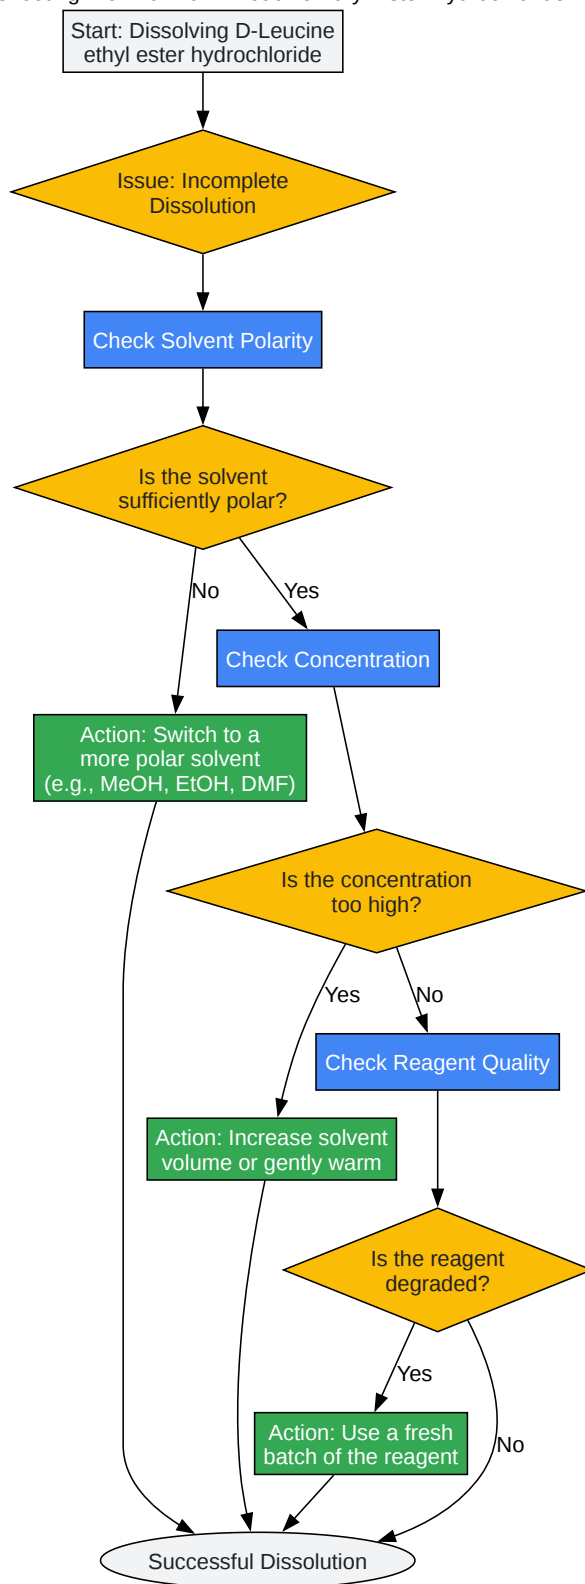 Start: Dissolving D-Leucine
ethyl ester hydrochloride
Issue: Incomplete
Dissolution
Check Solvent Polarity
Is the solvent
sufficiently polar?
No
Yes
Check Concentration
Action: Switch to a
more polar solvent
(e.g., MeOH, EtOH, DMF)
Is the concentration
too high?
Yes
No
Check Reagent Quality
Action: Increase solvent
volume or gently warm
Is the reagent
degraded?
Yes
Action: Use a fresh
batch of the reagent
No
Successful Dissolution